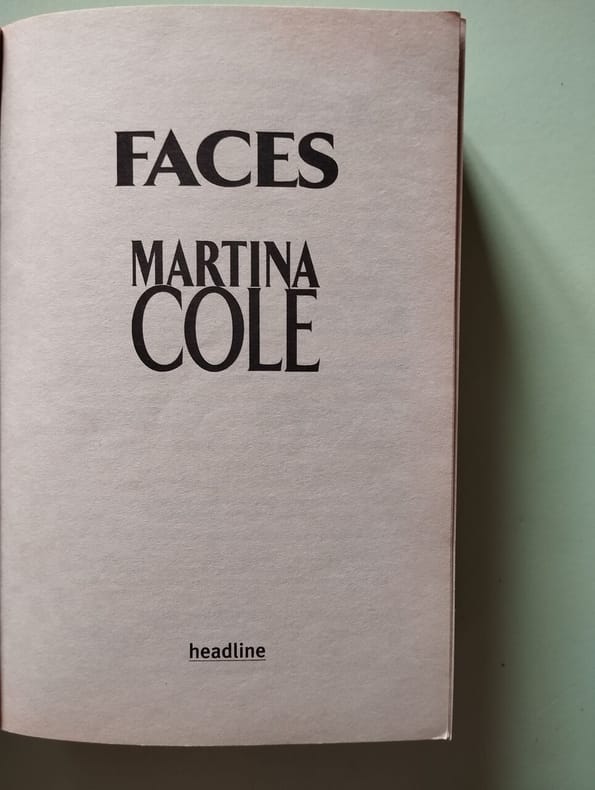 FACES
MARTINA
COLE
headline